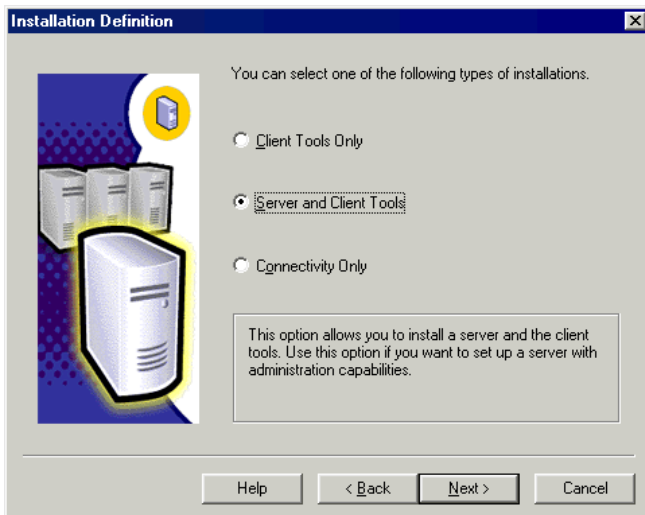 Installation Definition
You can select one of the following types of installations.
Client Tools Only
Server and Client Tools
Connectivity Only
This option allows you to install a server and the client
tools. Use this option if you want to set up a server with
administration capabilities.
Help
< Back
Next >
Cancel